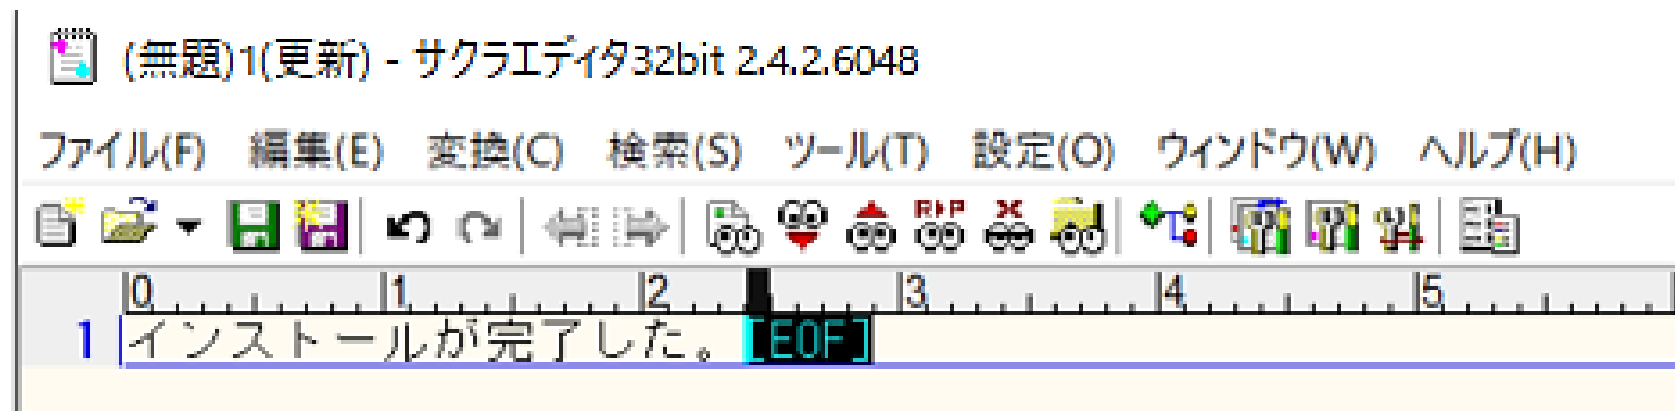 (無題)1(更新) - サクラエディタ32bit 2.4.2.6048
ファイル(F) 編集(E) 変換(C) 検索(S) ツール(T) 設定(O) ウィンドウ(W) ヘルプ(H)
R▸P
0 1 2 3 4 5
1 インストールが完了した。[EOF]